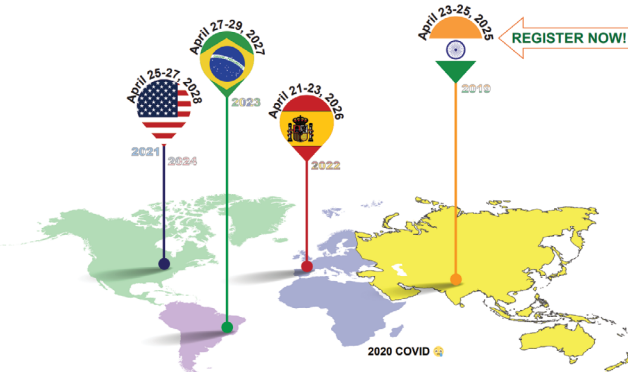 April 23-25, 2025
REGISTER NOW!
April 27-29, 2027
April 25-27, 2028
April 21-23, 2026
2019
2023
2021
2024
2022
2020 COVID 😢